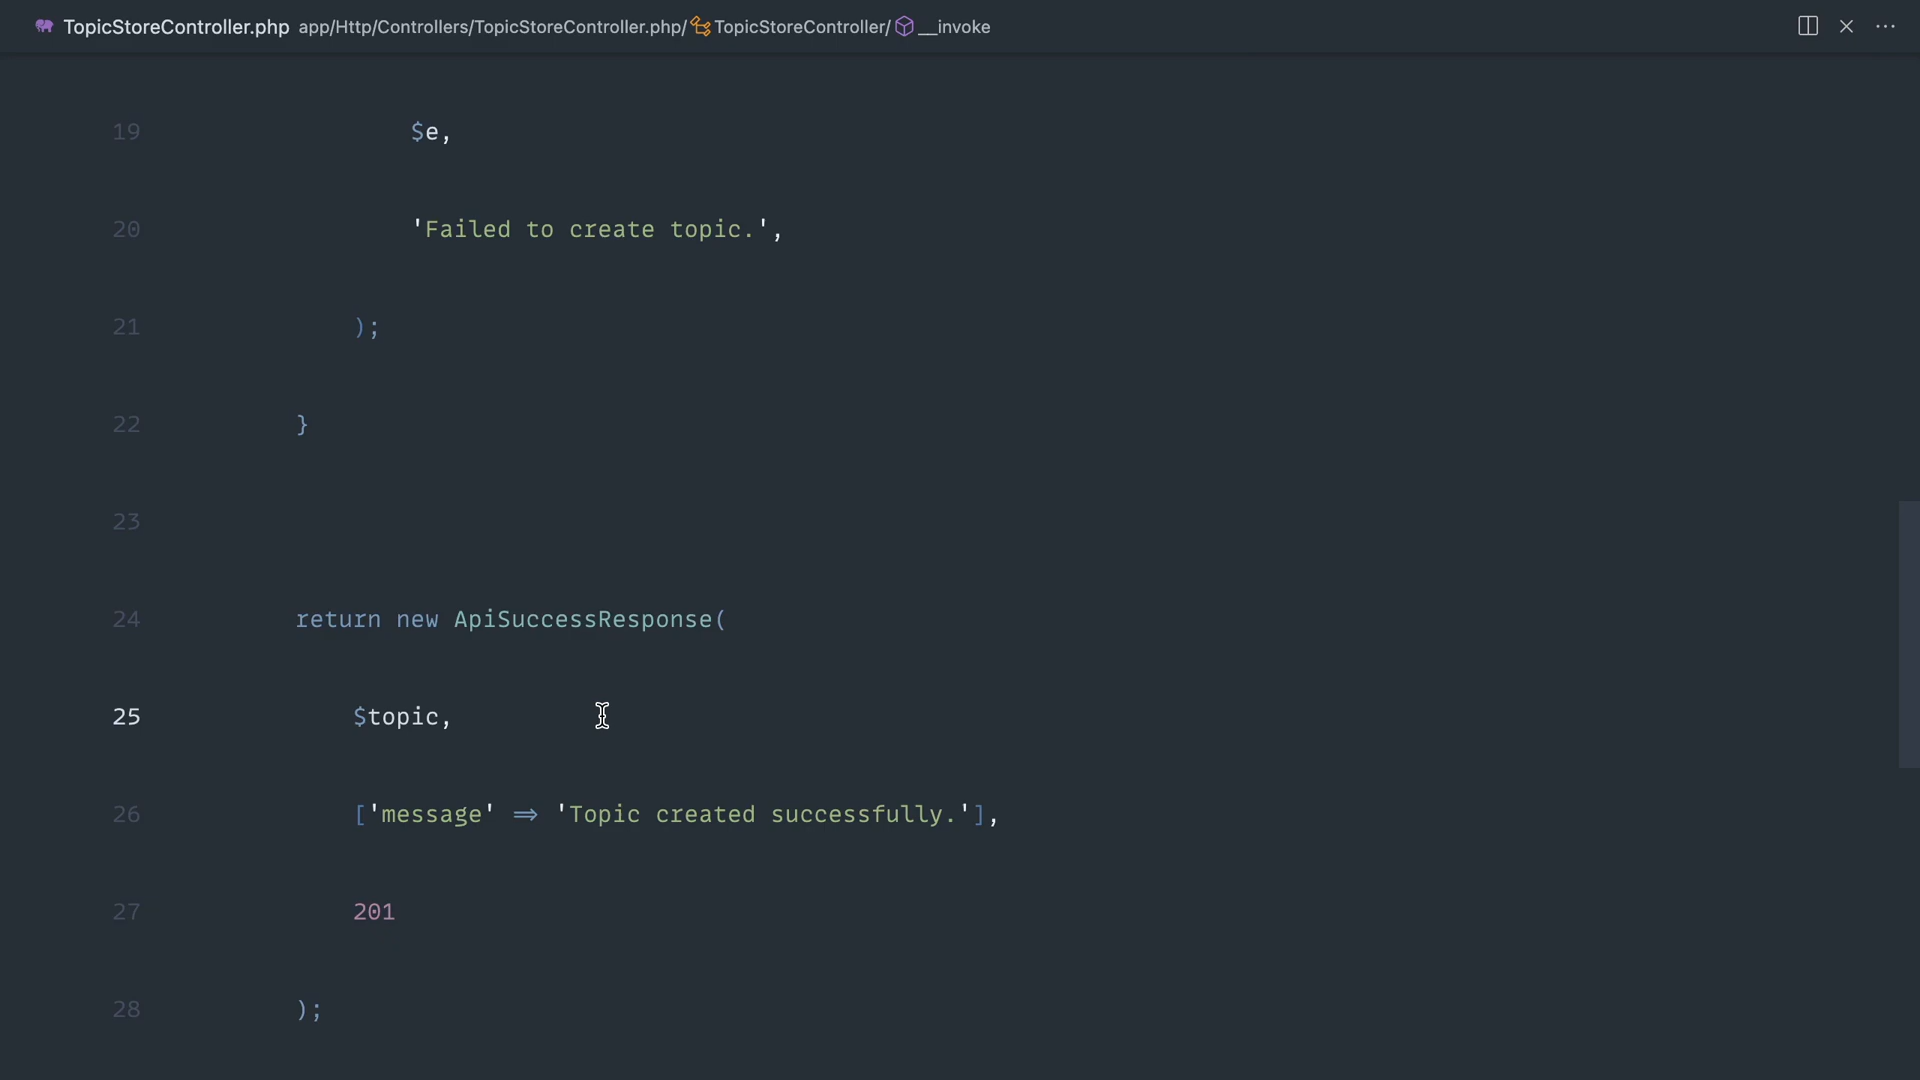 TopicStoreController.php app/Http/Controllers/TopicStoreController.php/ TopicStoreController/ __invoke
19 $e,
20 'Failed to create topic.',
21 );
22 }
23
24 return new ApiSuccessResponse(
25 $topic,
26 ['message' => 'Topic created successfully.'],
27 201
28 );